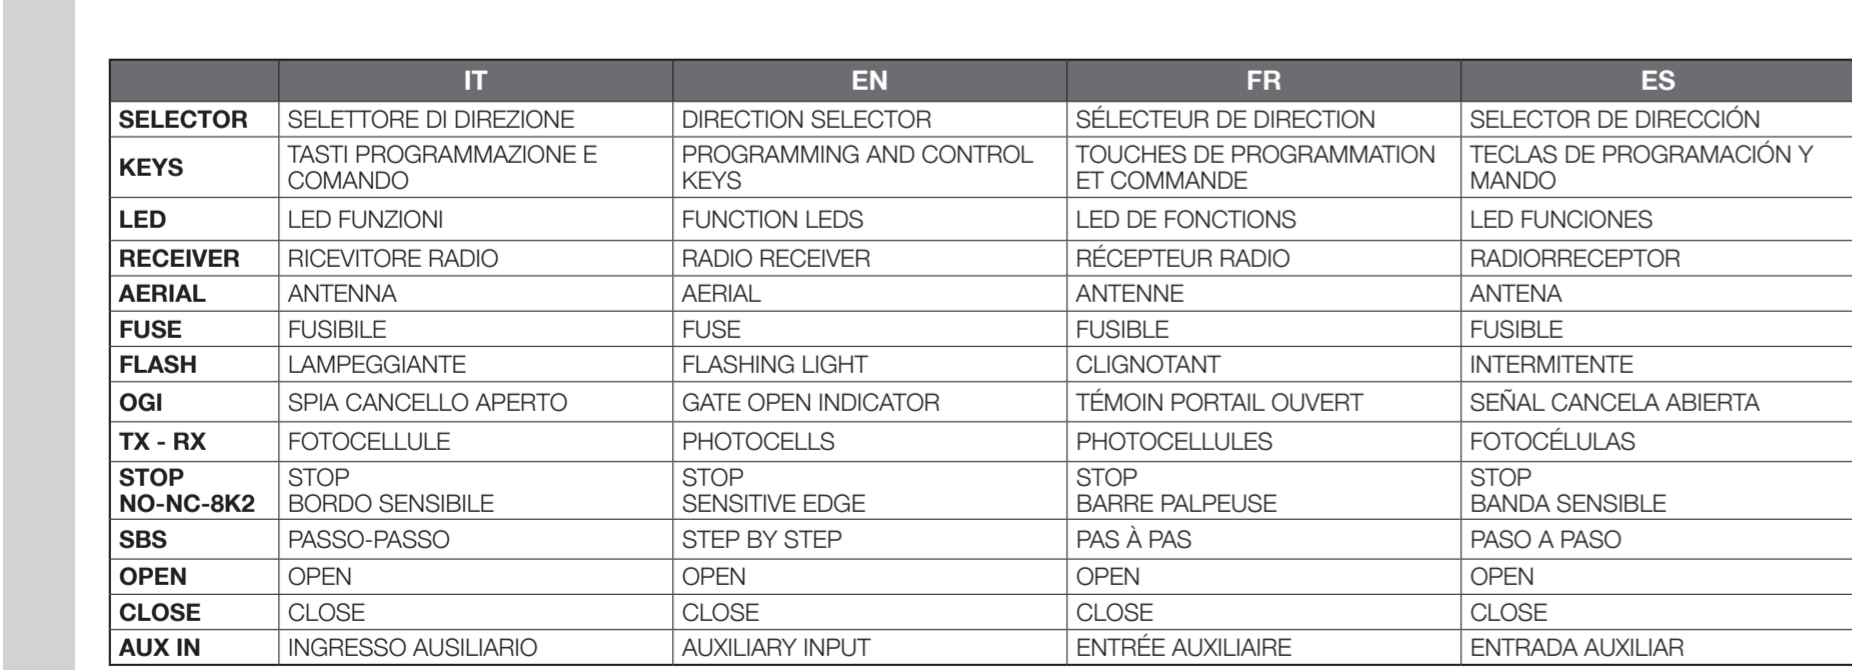 IT EN FR ES
SELECTOR SELETTORE DI DIREZIONE DIRECTION SELECTOR SÉLECTEUR DE DIRECTION SELECTOR DE DIRECCIÓN
KEYS TASTI PROGRAMMAZIONE E COMANDO PROGRAMMING AND CONTROL KEYS TOUCHES DE PROGRAMMATION ET COMMANDE TECLAS DE PROGRAMACIÓN Y MANDO
LED LED FUNZIONI FUNCTION LEDS LED DE FONCTIONS LED FUNCIONES
RECEIVER RICEVITORE RADIO RADIO RECEIVER RÉCEPTEUR RADIO RADIORRECEPTOR
AERIAL ANTENNA AERIAL ANTENNE ANTENA
FUSE FUSIBILE FUSE FUSIBLE FUSIBLE
FLASH LAMPEGGIANTE FLASHING LIGHT CLIGNOTANT INTERMITENTE
OGI SPIA CANCELLO APERTO GATE OPEN INDICATOR TÉMOIN PORTAIL OUVERT SEÑAL CANCELA ABIERTA
TX - RX FOTOCELLULE PHOTOCELLS PHOTOCELLULES FOTOCÉLULAS
STOP NO-NC-8K2 STOP BORDO SENSIBILE STOP SENSITIVE EDGE STOP BARRE PALPEUSE STOP BANDA SENSIBLE
SBS PASSO-PASSO STEP BY STEP PAS À PAS PASO A PASO
OPEN OPEN OPEN OPEN OPEN
CLOSE CLOSE CLOSE CLOSE CLOSE
AUX IN INGRESSO AUSILIARIO AUXILIARY INPUT ENTRÉE AUXILIAIRE ENTRADA AUXILIAR